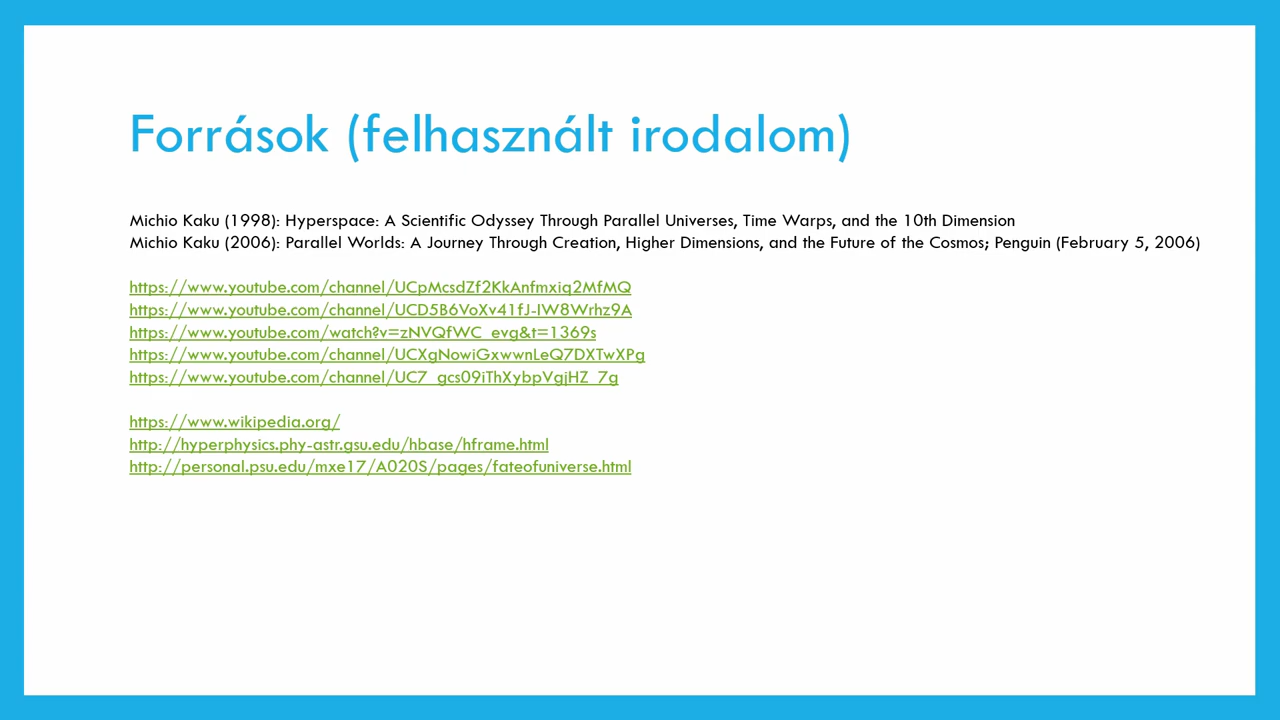 Források (felhasznált irodalom)
Michio Kaku (1998): Hyperspace: A Scientific Odyssey Through Parallel Universes, Time Warps, and the 10th Dimension
Michio Kaku (2006): Parallel Worlds: A Journey Through Creation, Higher Dimensions, and the Future of the Cosmos; Penguin (February 5, 2006)
https://www.youtube.com/channel/UCpMcsdZf2KkAnfmxiq2MfMQ
https://www.youtube.com/channel/UCD5B6VoXv41fJ-IW8Wrhz9A
https://www.youtube.com/watch?v=zNVQfWC_evg&t=1369s
https://www.youtube.com/channel/UCXgNowiGxwwnLeQ7DXTwXPg
https://www.youtube.com/channel/UC7_gcs09iThXybpVgjHZ_7g
https://www.wikipedia.org/
http://hyperphysics.phy-astr.gsu.edu/hbase/hframe.html
http://personal.psu.edu/mxe17/A020S/pages/fateofuniverse.html